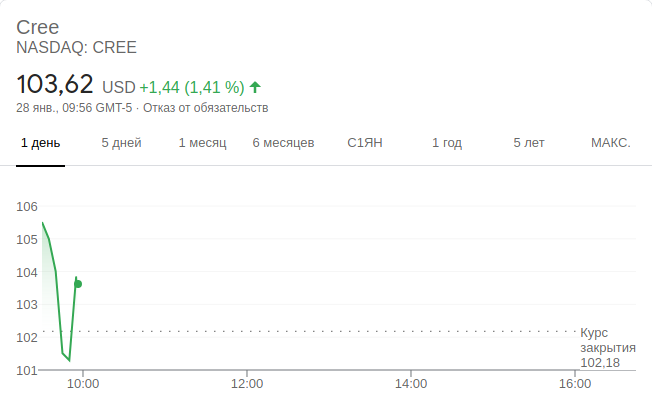 Cree
NASDAQ: CREE
103,62 USD +1,44 (1,41 %)
28 янв., 09:56 GMT-5 · Отказ от обязательств
1 день 5 дней 1 месяц 6 месяцев С1ЯН 1 год 5 лет МАКС.
106
105
104
103
102
101
Курс
закрытия
102,18
10:00 12:00 14:00 16:00